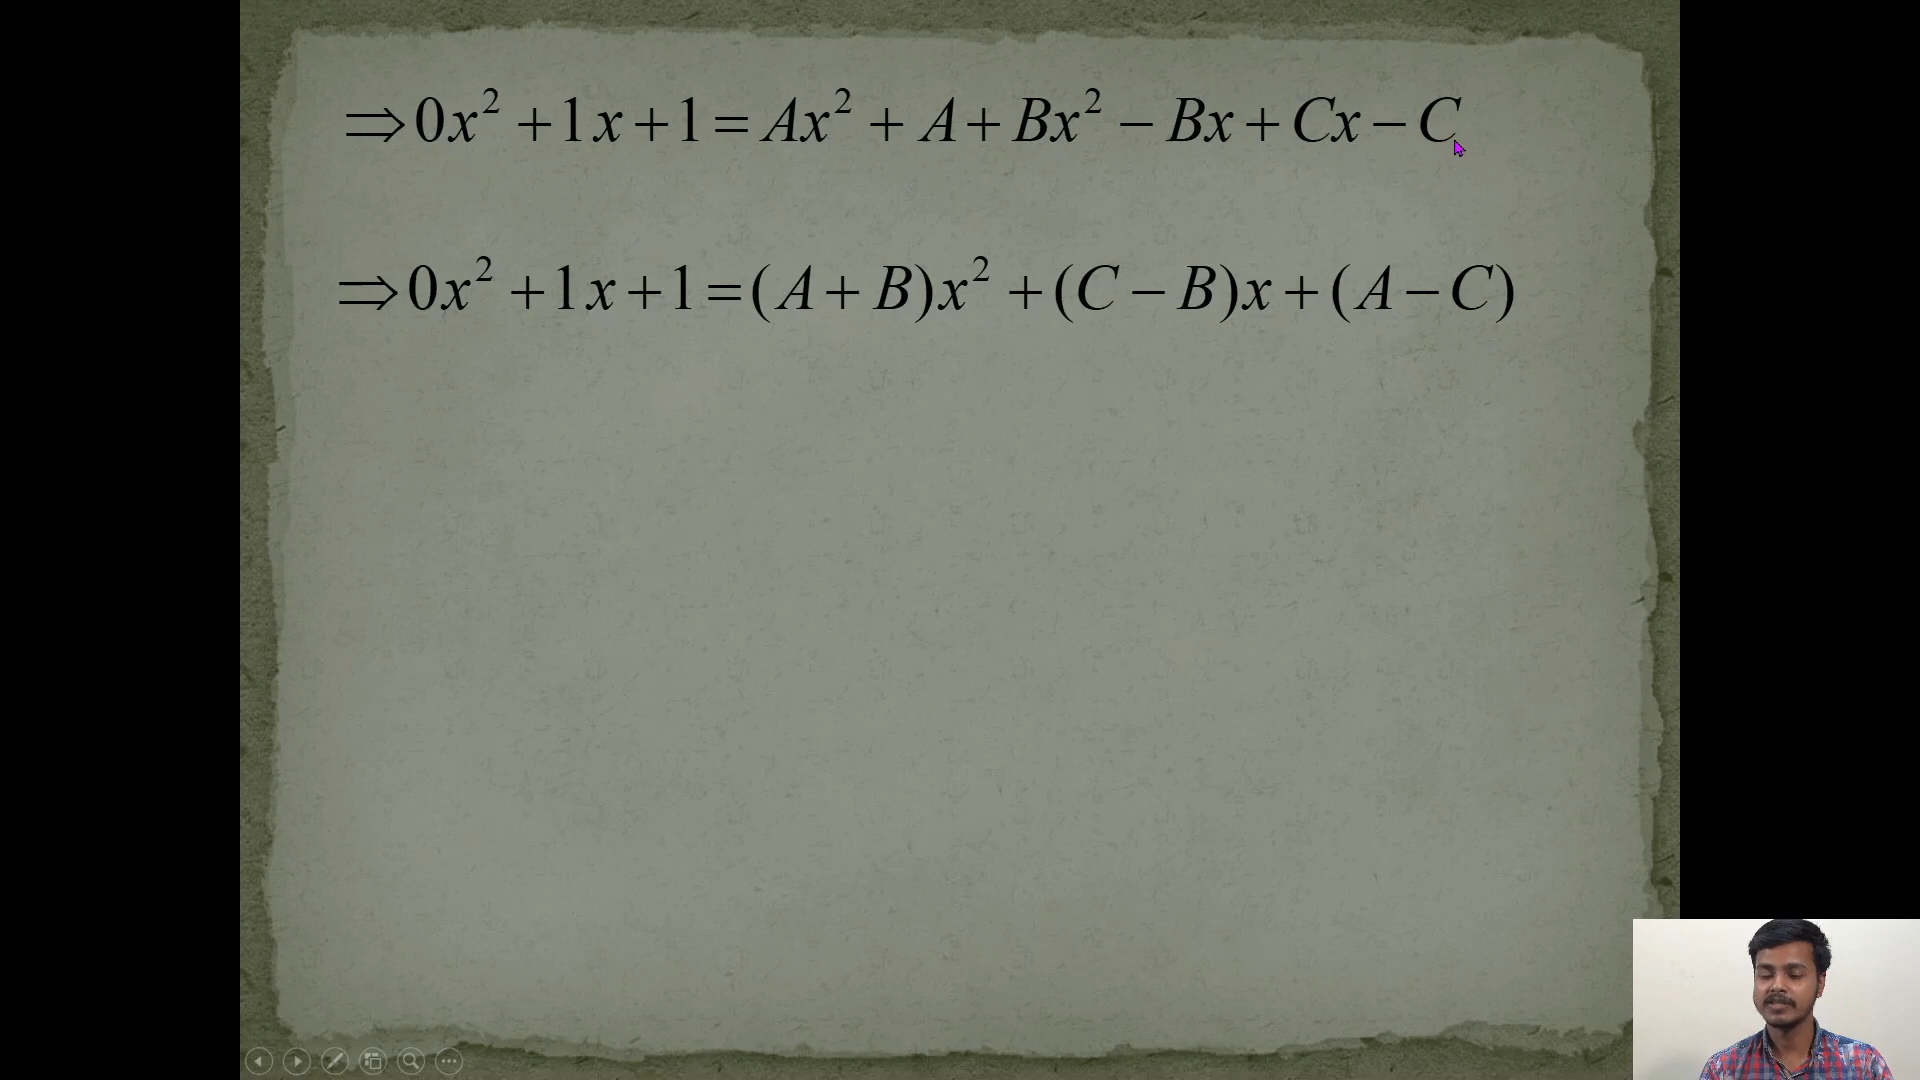 ⇒0x² + 1x + 1 = Ax² + A + Bx² − Bx + Cx − C
⇒0x² + 1x + 1 = (A + B)x² + (C − B)x + (A − C)